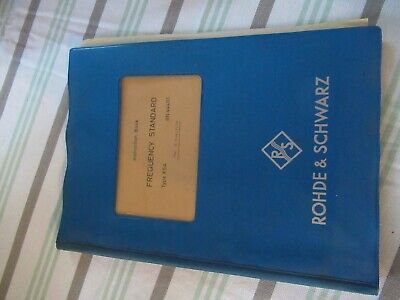 Instruction Book
FREQUENCY STANDARD
Type XSA
R&S
ROHDE & SCHWARZ